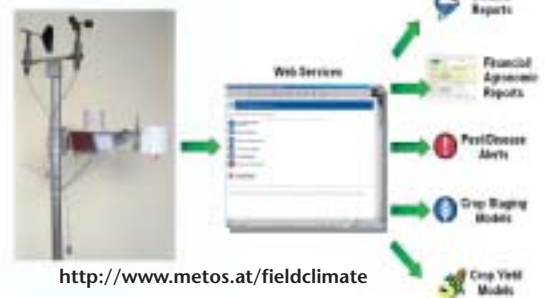 Reports
Web Services
Financial
Agronomic
Reports
Pest/Disease
Alerts
Crop Staging
Models
Crop Yield
Models
http://www.metos.at/fieldclimate